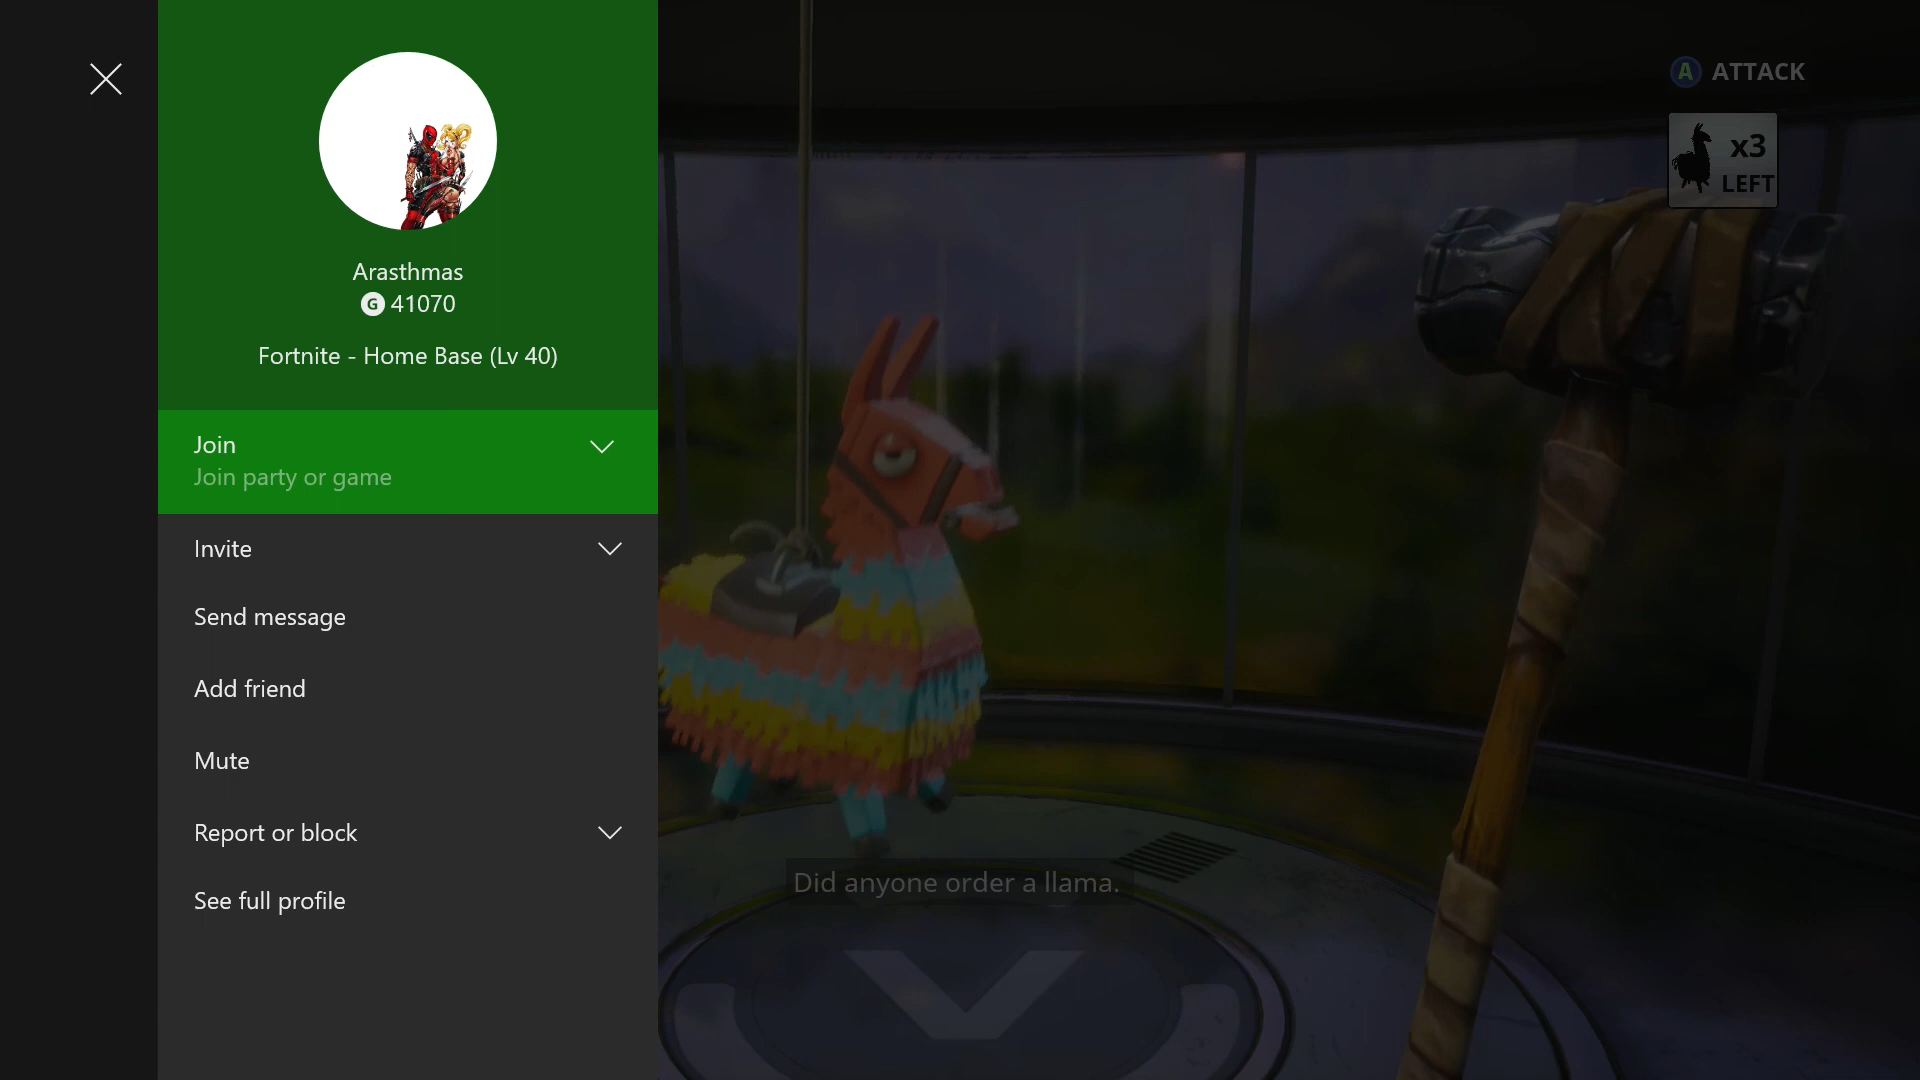 Arasthmas
G 41070
Fortnite - Home Base (Lv 40)
Join
Join party or game
Invite
Send message
Add friend
Mute
Report or block
See full profile
A ATTACK
x3
LEFT
Did anyone order a llama.